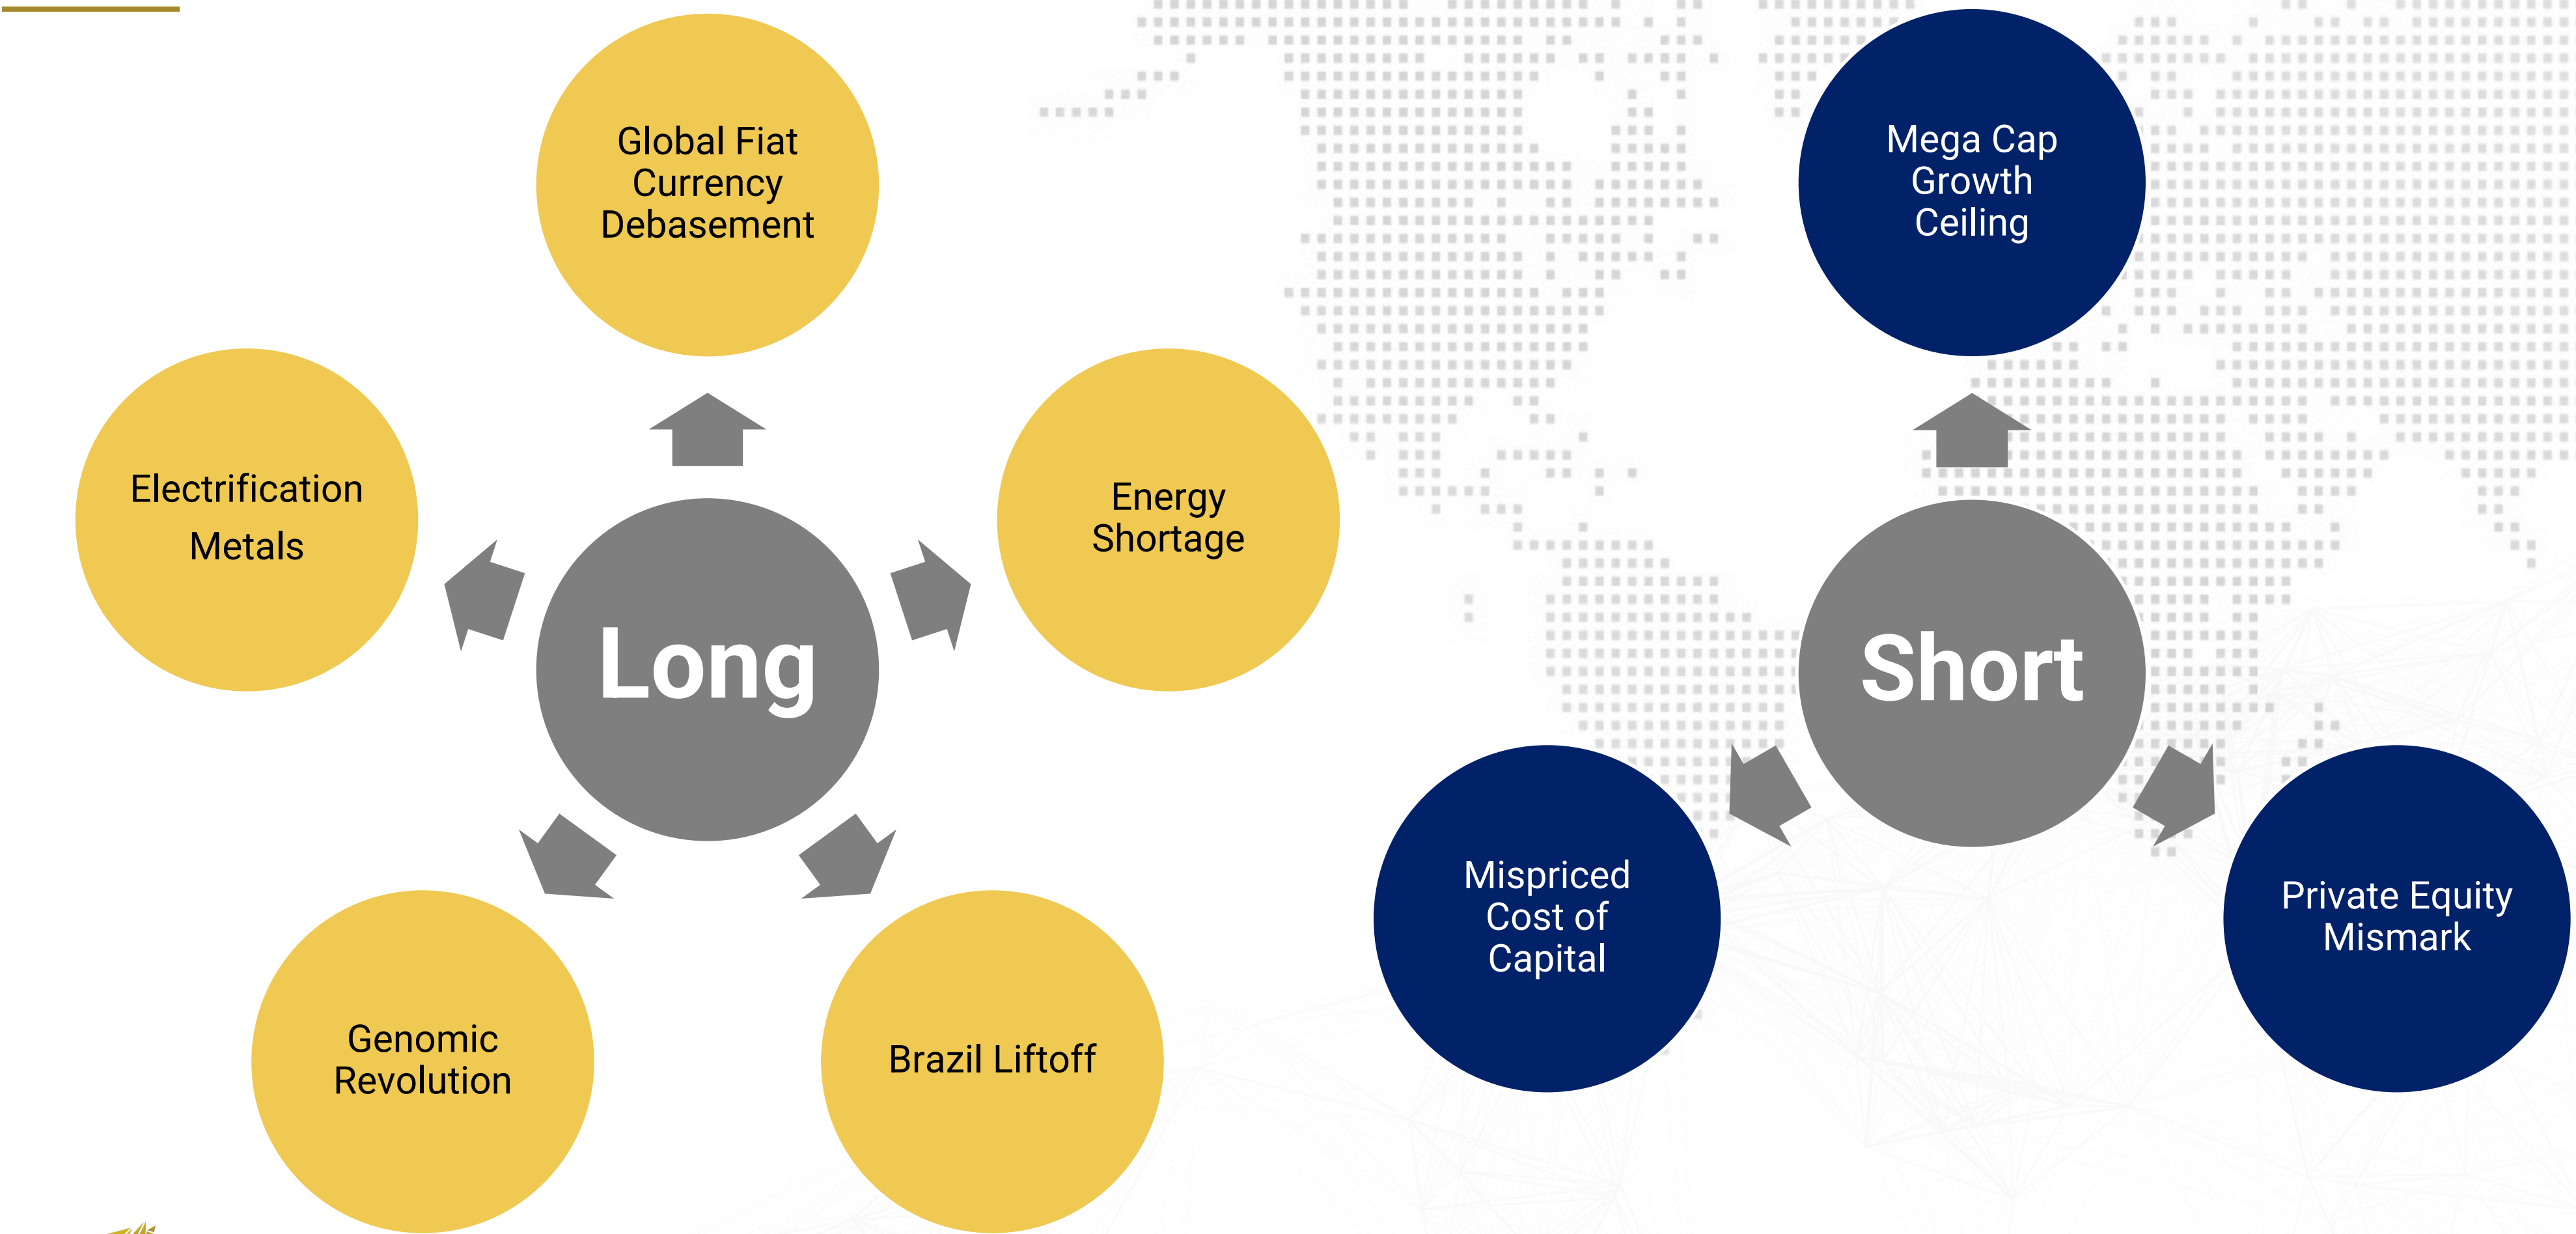 Global Fiat
Currency
Debasement
Electrification
Metals
Energy
Shortage
Long
Genomic
Revolution
Brazil Liftoff
Mega Cap
Growth
Ceiling
Short
Mispriced
Cost of
Capital
Private Equity
Mismark